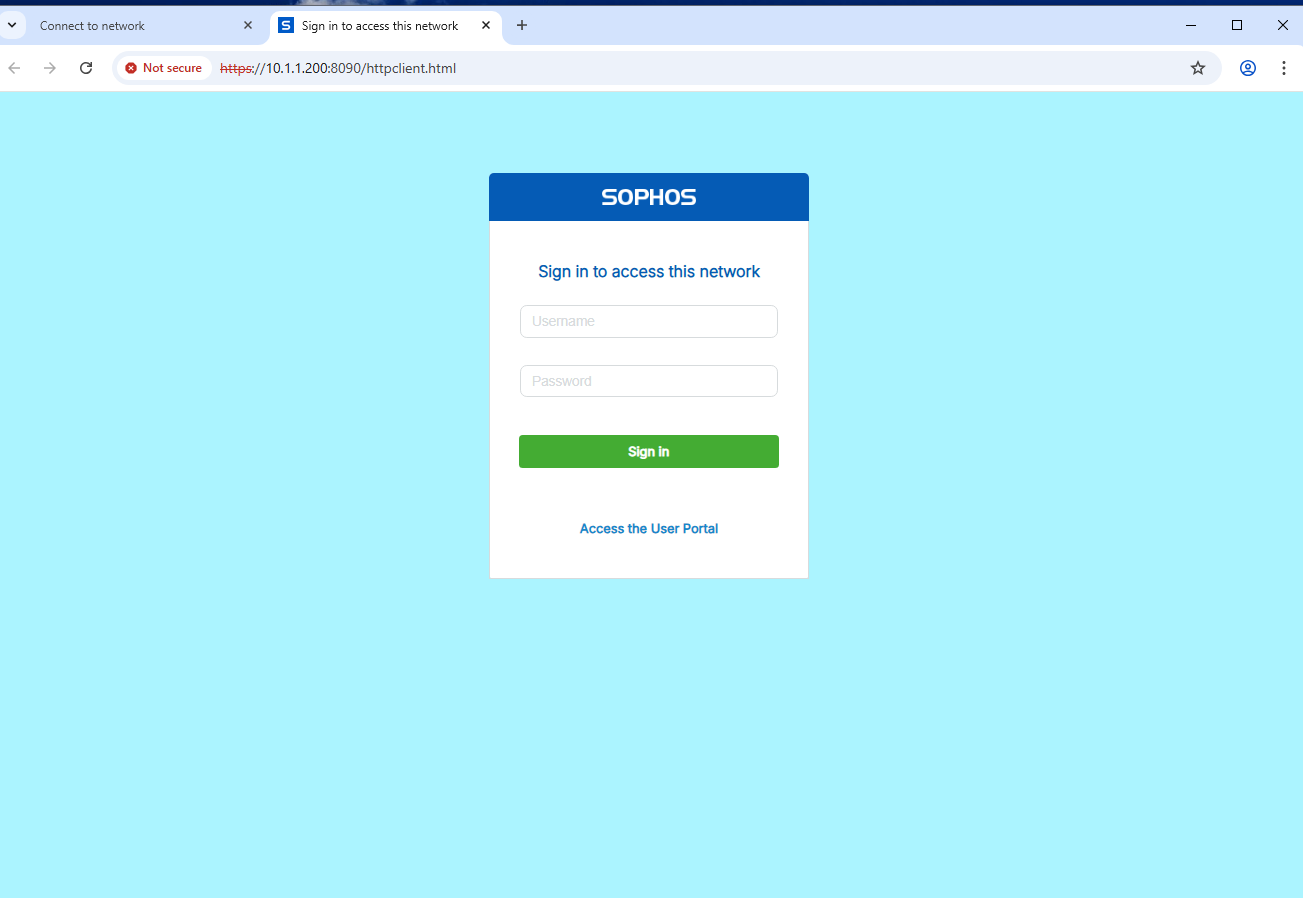 Connect to network
Sign in to access this network
Not secure
https://10.1.1.200:8090/httpclient.html
SOPHOS
Sign in to access this network
Username
Password
Sign in
Access the User Portal